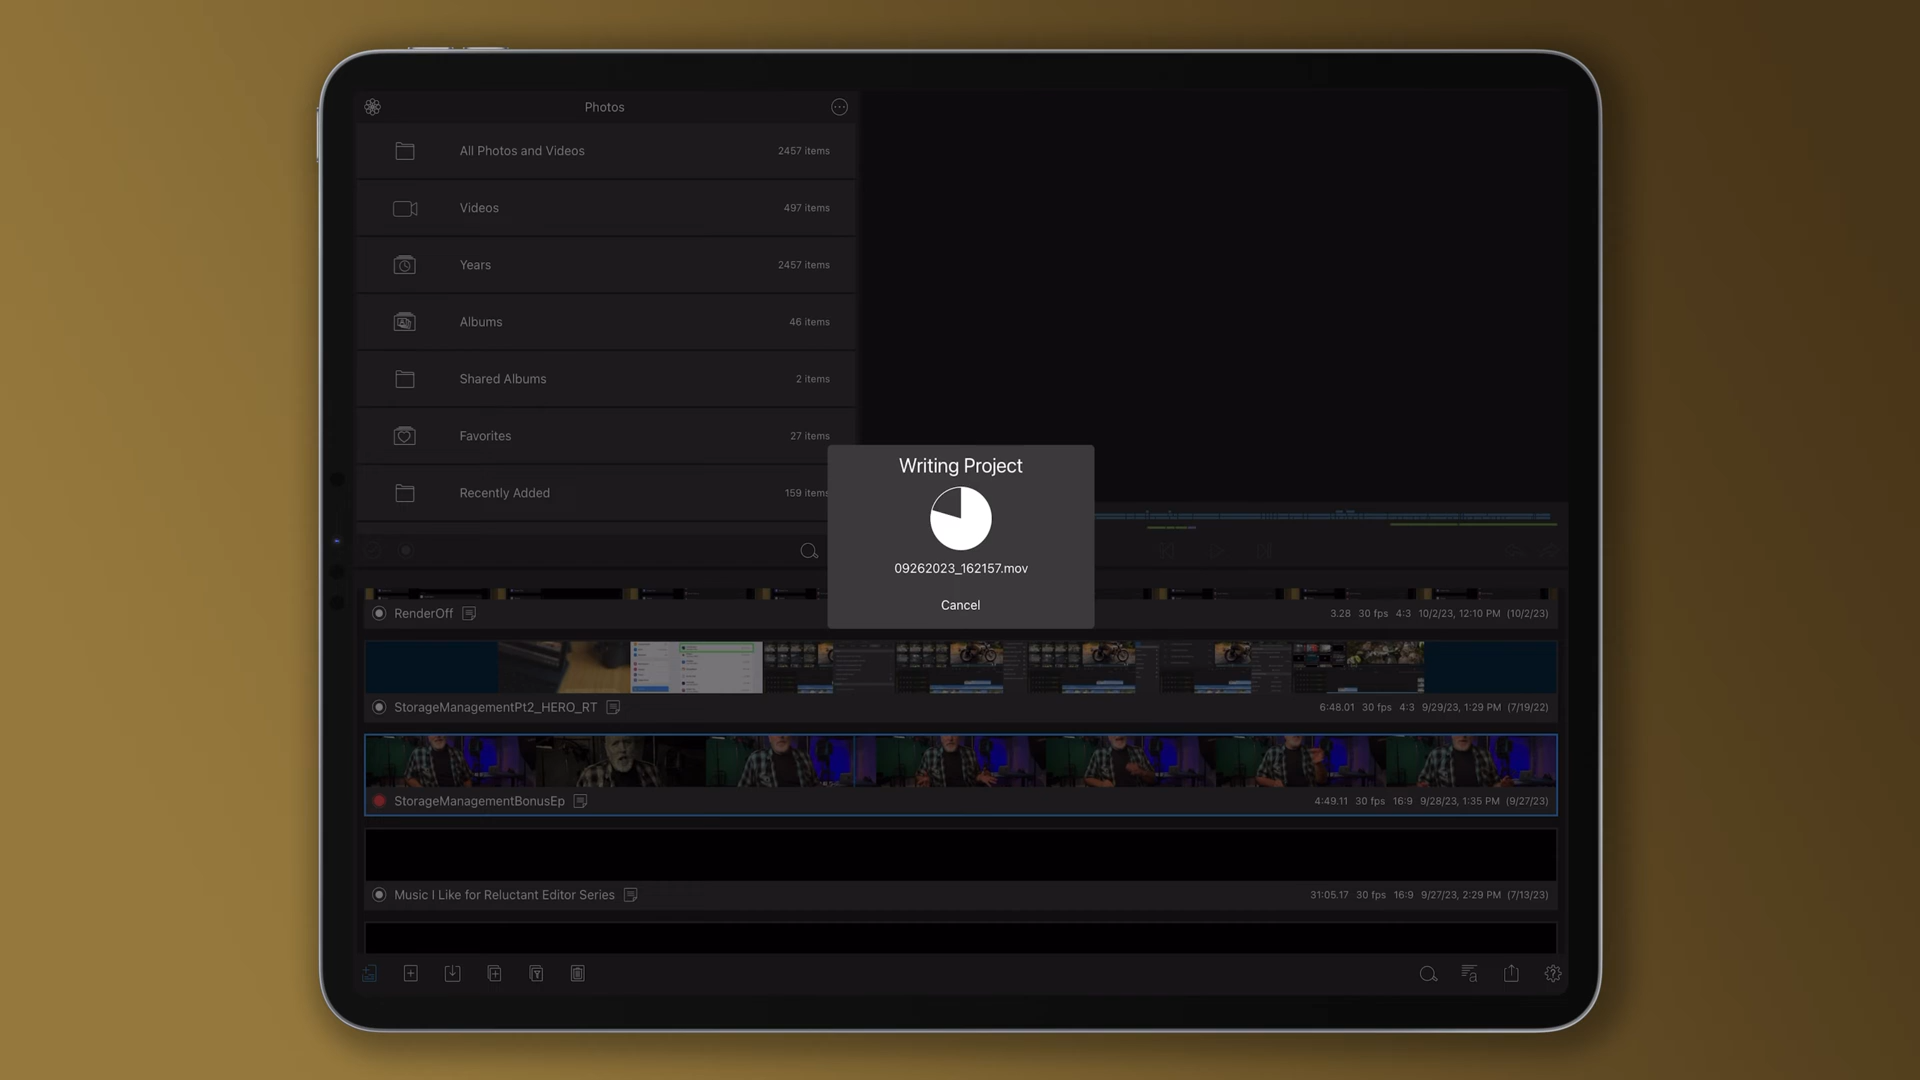 Photos
All Photos and Videos 2457 items
Videos 497 items
Years 2457 items
Albums 46 items
Shared Albums 2 items
Favorites 27 items
Recently Added 159 items
Writing Project
09262023_162157.mov
Cancel
RenderOff 3.28 30 fps 4:3 10/2/23, 12:10 PM (10/2/23)
StorageManagementPt2_HERO_RT 6:48.01 30 fps 4:3 9/29/23, 1:29 PM (7/19/22)
StorageManagementBonusEp 4:49.11 30 fps 16:9 9/28/23, 1:35 PM (9/27/23)
Music I Like for Reluctant Editor Series 31:05.17 30 fps 16:9 9/27/23, 2:29 PM (7/13/23)